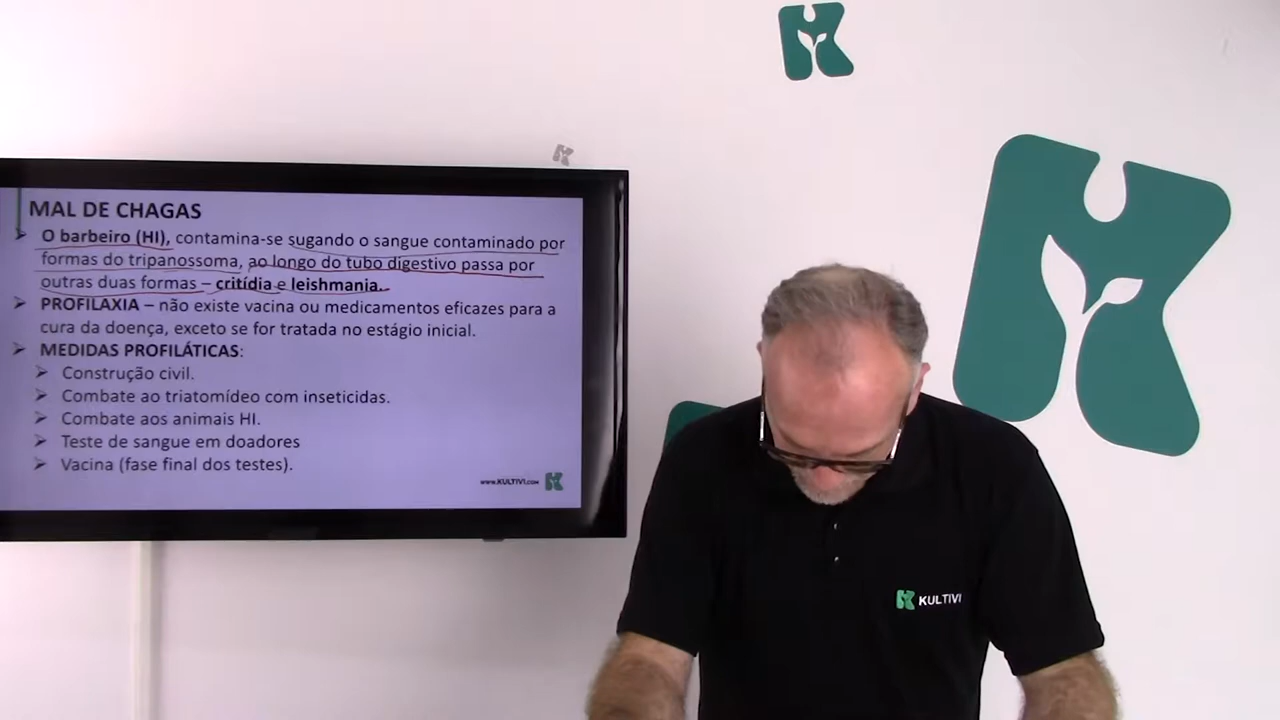 MAL DE CHAGAS
➢ O barbeiro (HI), contamina-se sugando o sangue contaminado por
formas do tripanossoma, ao longo do tubo digestivo passa por
outras duas formas – critídia e leishmania.
➢ PROFILAXIA – não existe vacina ou medicamentos eficazes para a
cura da doença, exceto se for tratada no estágio inicial.
➢ MEDIDAS PROFILÁTICAS:
➢ Construção civil.
➢ Combate ao triatomídeo com inseticidas.
➢ Combate aos animais HI.
➢ Teste de sangue em doadores
➢ Vacina (fase final dos testes).
www.KULTIVI.com
KULTIVI